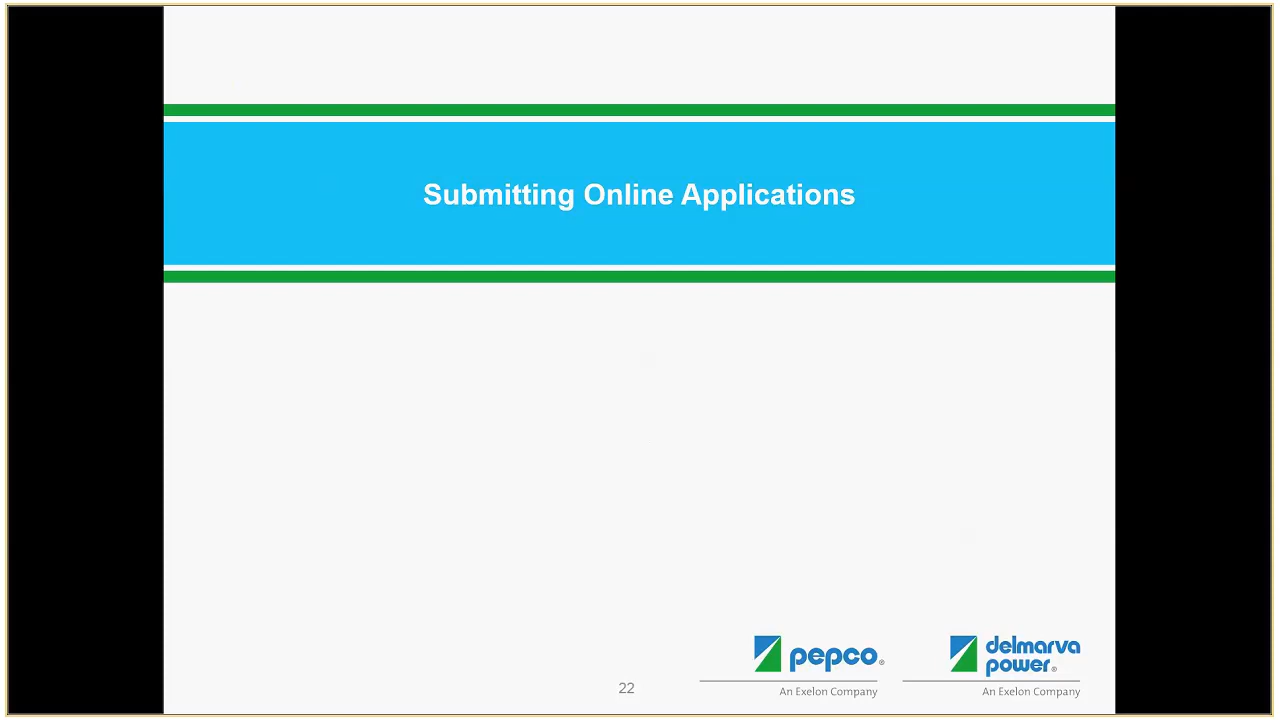 Submitting Online Applications
pepco®
An Exelon Company
delmarva
power®
An Exelon Company
22